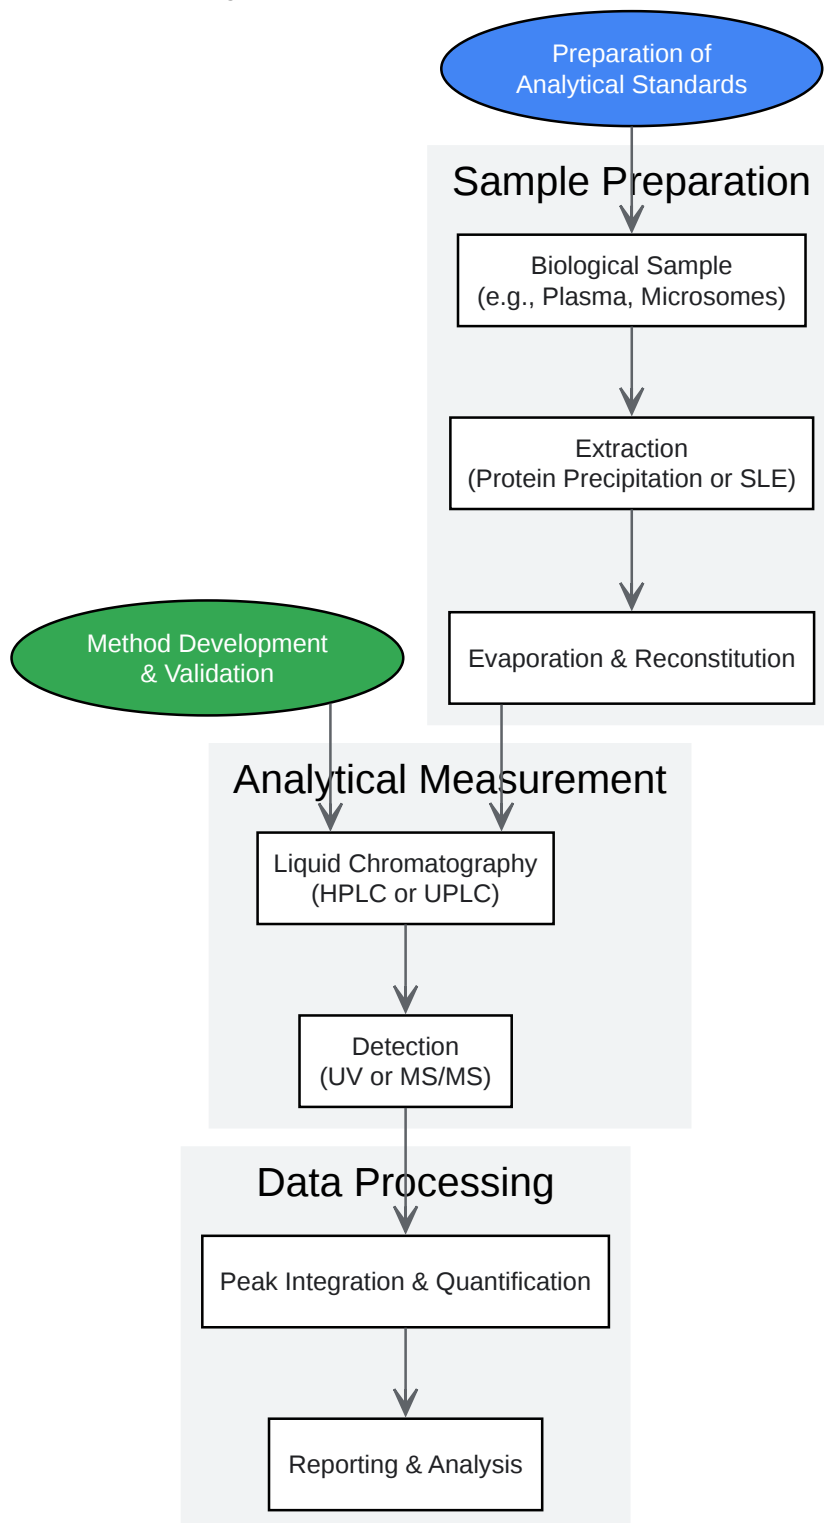 Preparation of
Analytical Standards
Sample Preparation
Biological Sample
(e.g., Plasma, Microsomes)
Extraction
(Protein Precipitation or SLE)
Evaporation & Reconstitution
Method Development
& Validation
Analytical Measurement
Liquid Chromatography
(HPLC or UPLC)
Detection
(UV or MS/MS)
Data Processing
Peak Integration & Quantification
Reporting & Analysis